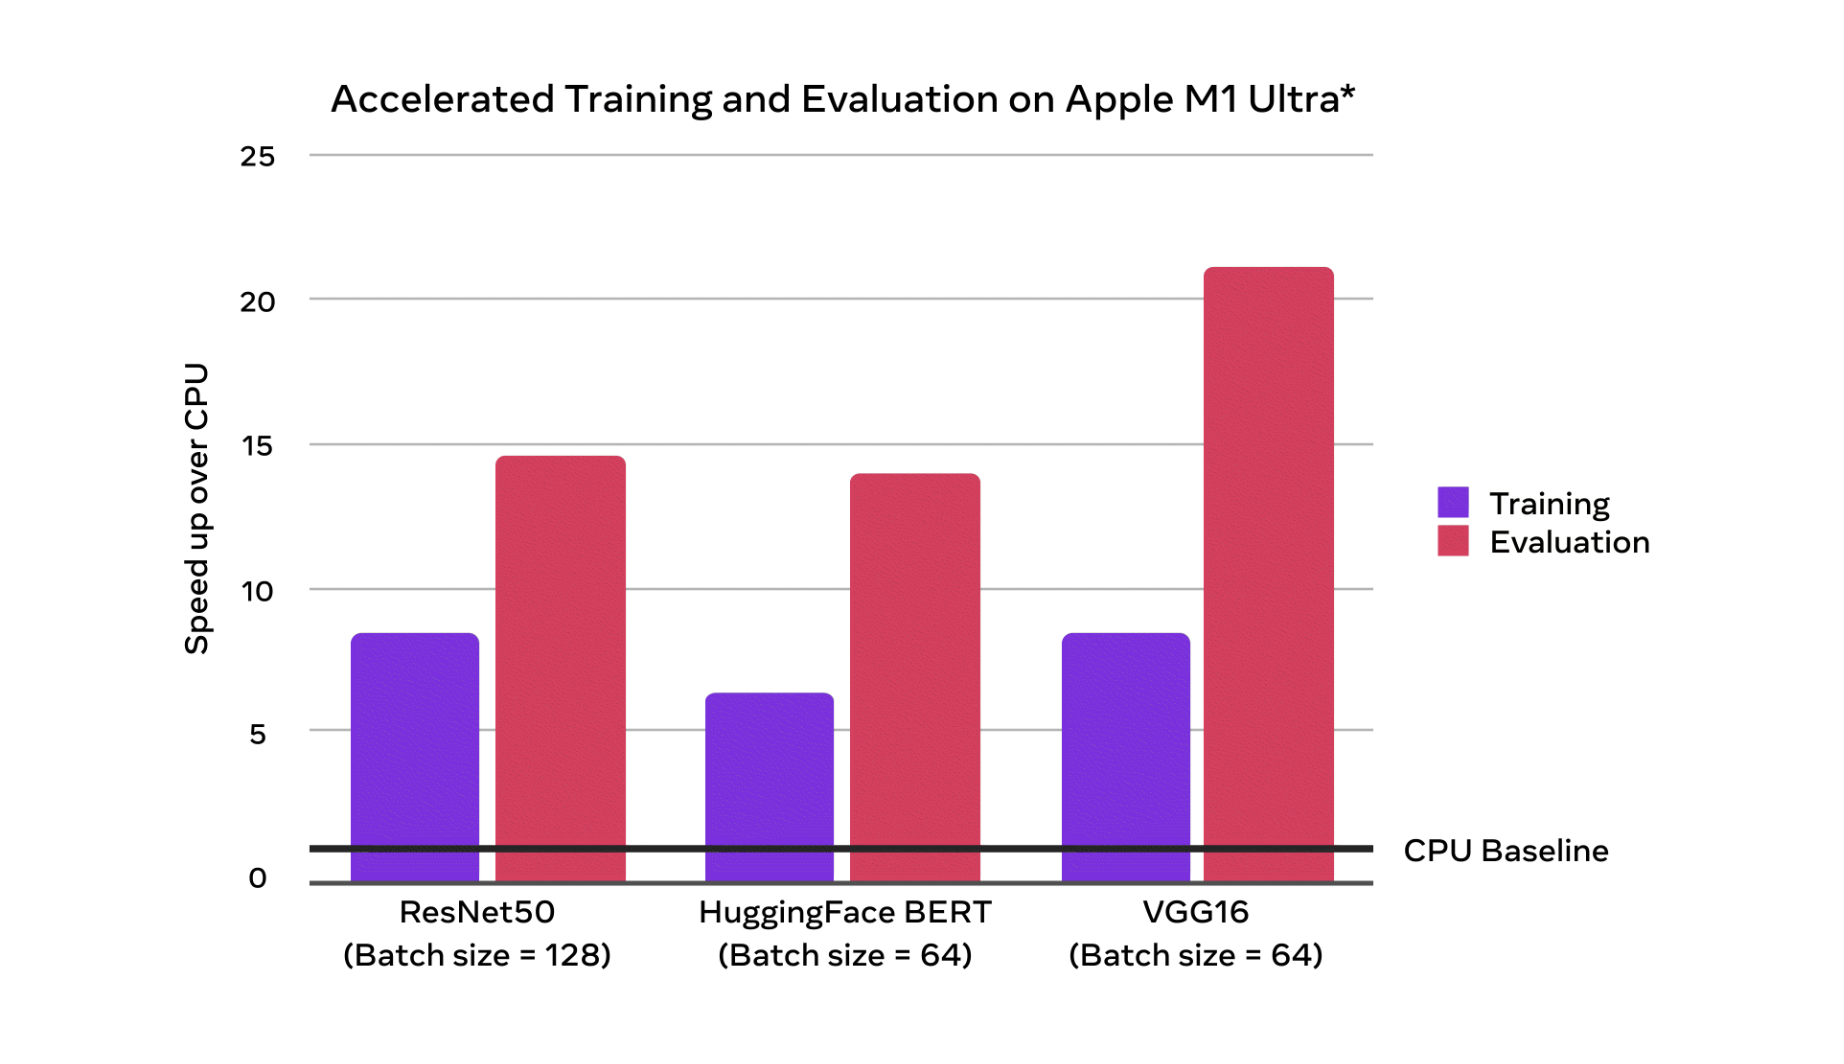 Accelerated Training and Evaluation on Apple M1 Ultra*
25
20
15
10
5
0
Speed up over CPU
Training
Evaluation
CPU Baseline
ResNet50
(Batch size = 128)
HuggingFace BERT
(Batch size = 64)
VGG16
(Batch size = 64)